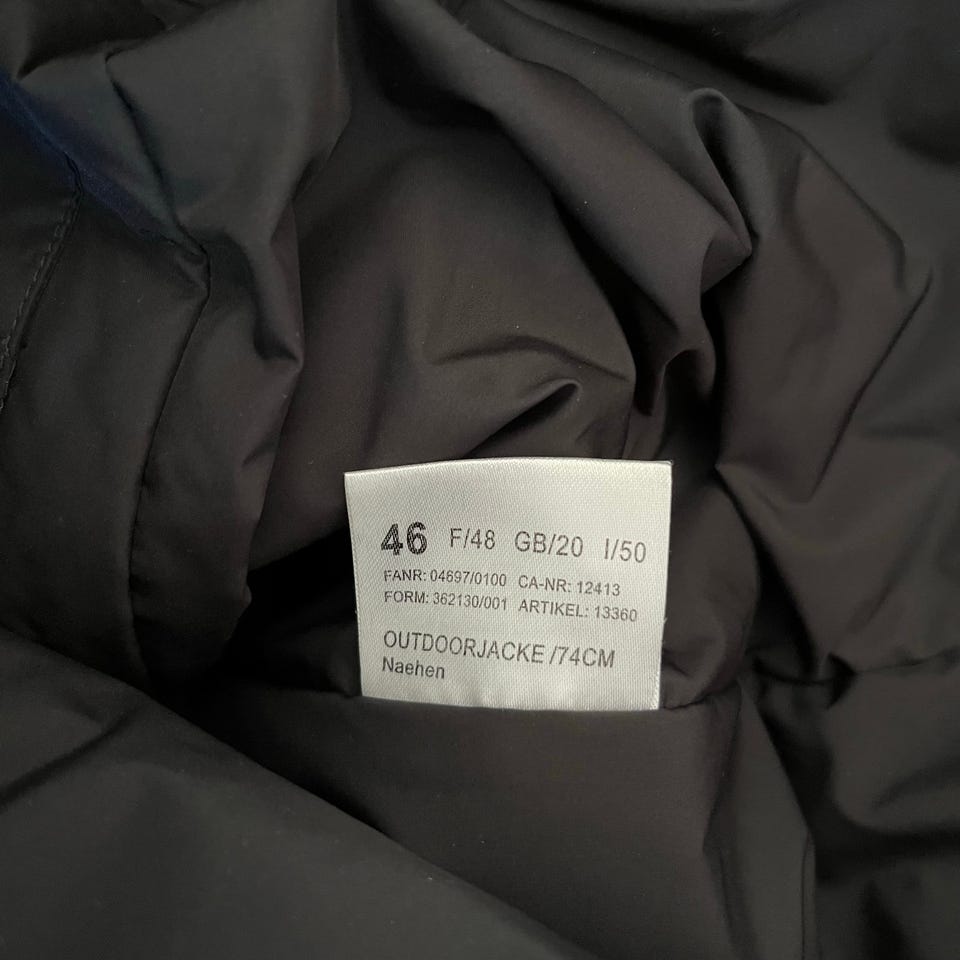 46 F/48 GB/20 I/50
FANR: 04697/0100 CA-NR: 12413
FORM: 362130/001 ARTIKEL: 13360
OUTDOORJACKE /74CM
Naehen